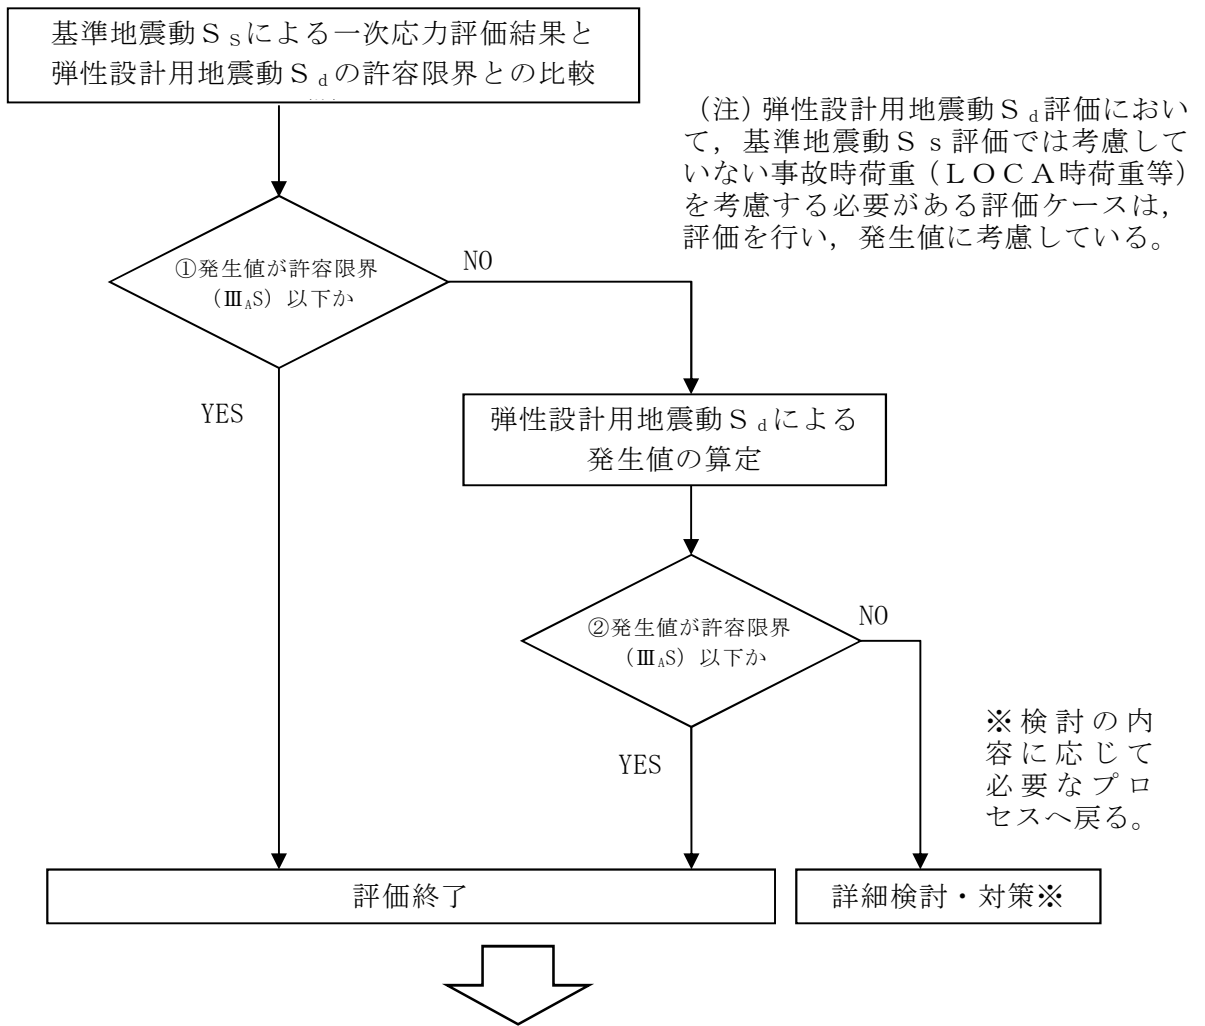 基準地震動Ｓsによる一次応力評価結果と
弾性設計用地震動Ｓdの許容限界との比較
（注）弾性設計用地震動Ｓd評価におい
て，基準地震動Ｓｓ評価では考慮して
いない事故時荷重（ＬＯＣＡ時荷重等）
を考慮する必要がある評価ケースは，
評価を行い，発生値に考慮している。
①発生値が許容限界
（ⅢAS）以下か
NO
YES
弾性設計用地震動Ｓdによる
発生値の算定
②発生値が許容限界
（ⅢAS）以下か
NO
YES
※検討の内
容に応じて
必要なプロ
セスへ戻る。
評価終了
詳細検討・対策※